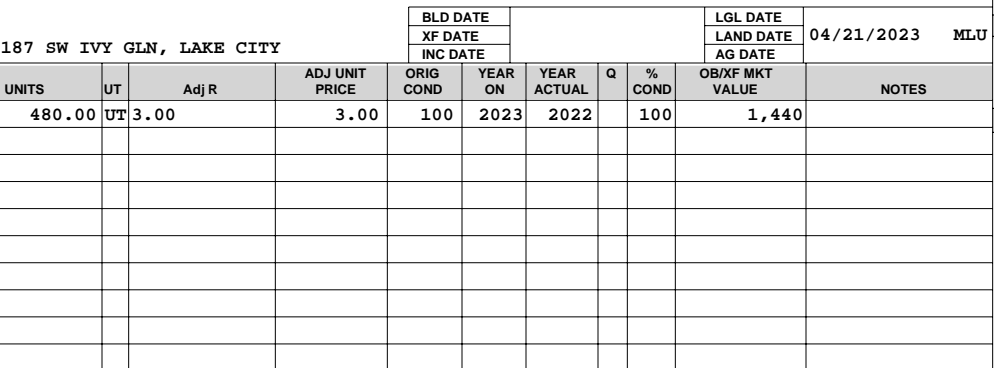 BLD DATE LGL DATE
XF DATE LAND DATE 04/21/2023 MLU
187 SW IVY GLN, LAKE CITY
INC DATE AG DATE
UNITS UT Adj R ADJ UNIT PRICE ORIG COND YEAR ON YEAR ACTUAL Q % COND OB/XF MKT VALUE NOTES
480.00 UT 3.00 3.00 100 2023 2022 100 1,440